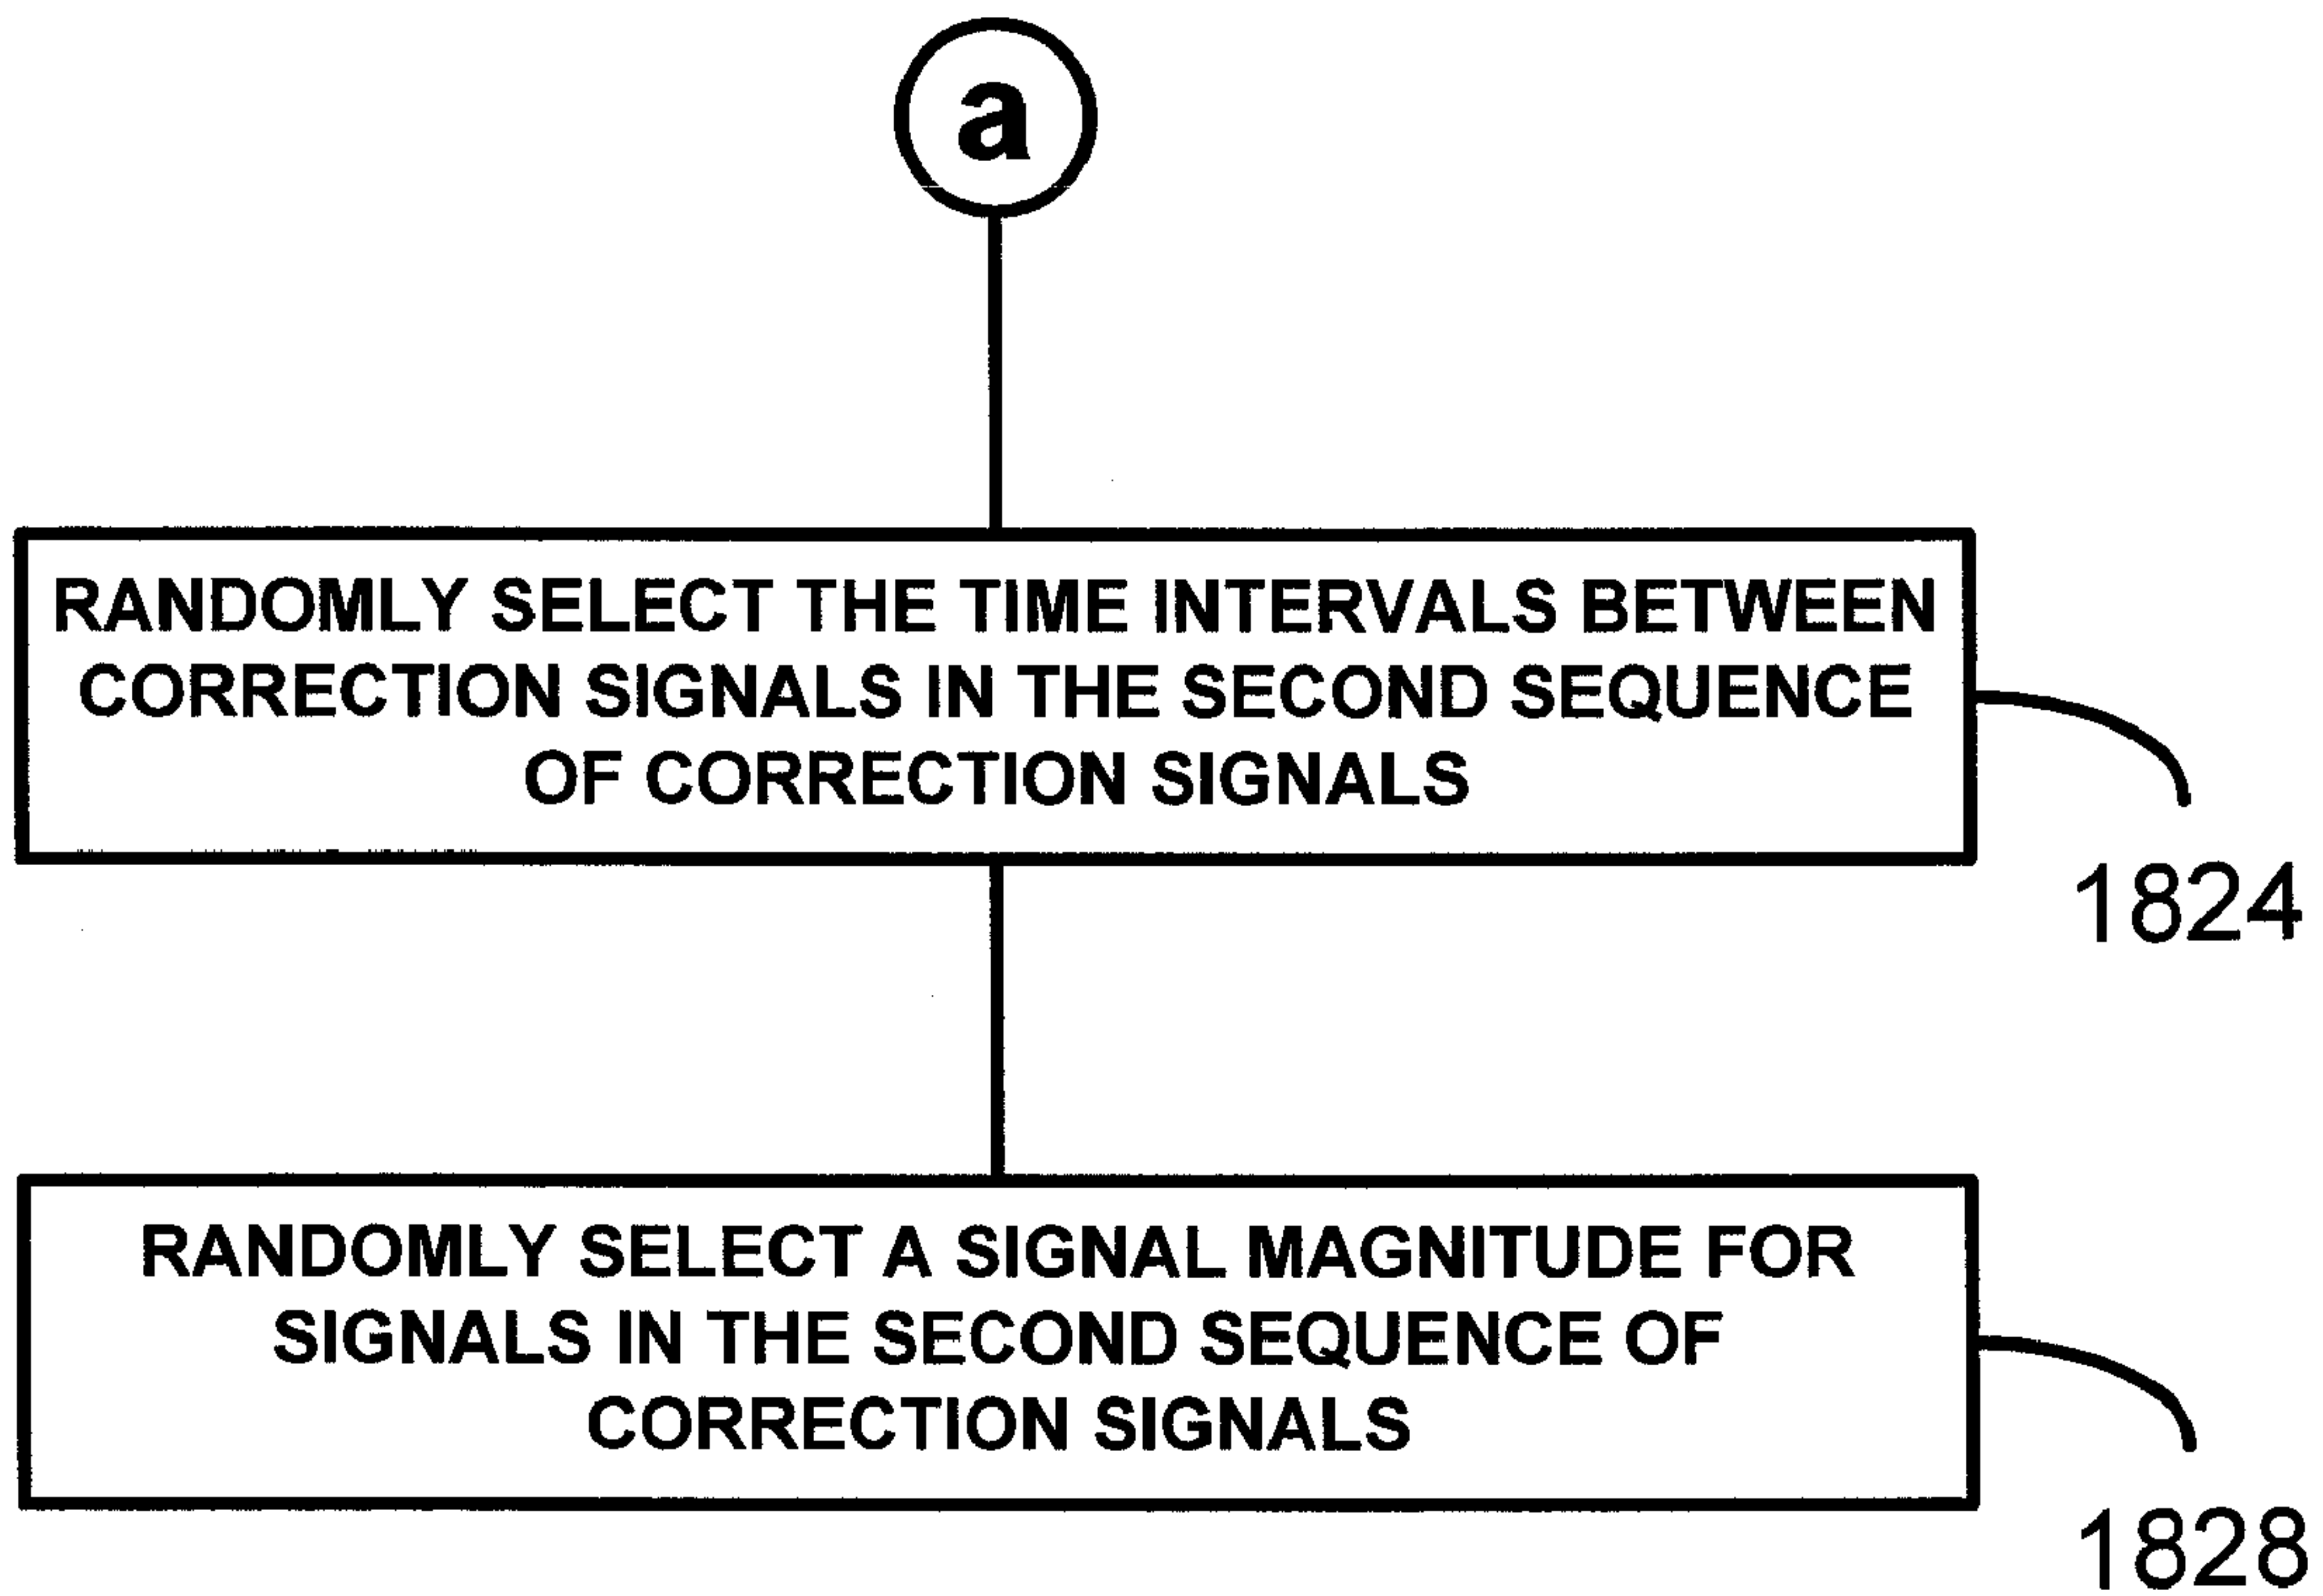 a
RANDOMLY SELECT THE TIME INTERVALS BETWEEN
CORRECTION SIGNALS IN THE SECOND SEQUENCE
OF CORRECTION SIGNALS
1824
RANDOMLY SELECT A SIGNAL MAGNITUDE FOR
SIGNALS IN THE SECOND SEQUENCE OF
CORRECTION SIGNALS
1828